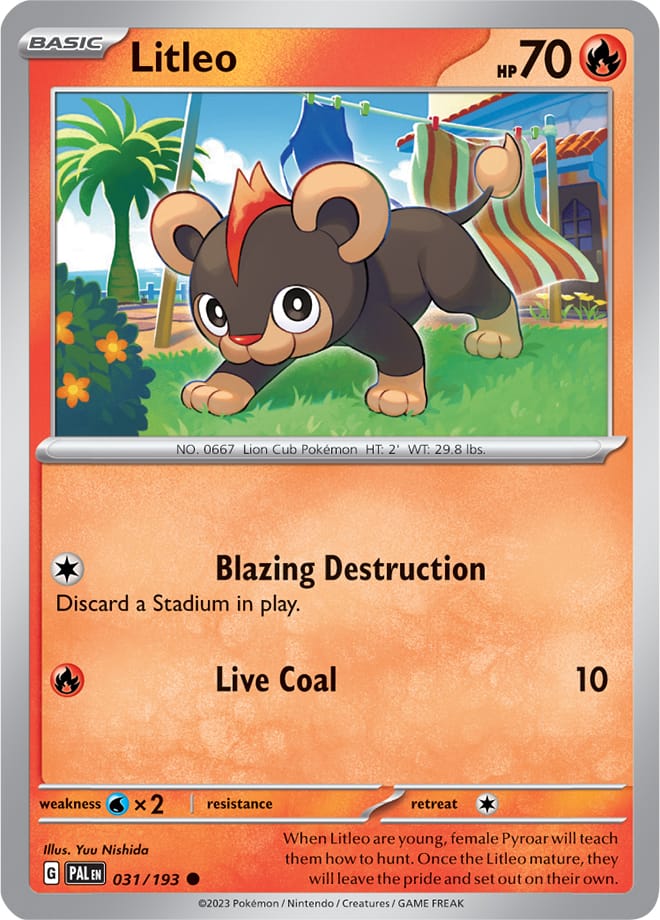 BASIC Litleo HP 70
NO. 0667 Lion Cub Pokémon HT: 2' WT: 29.8 lbs.
Blazing Destruction
Discard a Stadium in play.
Live Coal 10
weakness ×2 resistance retreat
Illus. Yuu Nishida
When Litleo are young, female Pyroar will teach
them how to hunt. Once the Litleo mature, they
will leave the pride and set out on their own.
G PAL EN 031/193
©2023 Pokémon / Nintendo / Creatures / GAME FREAK